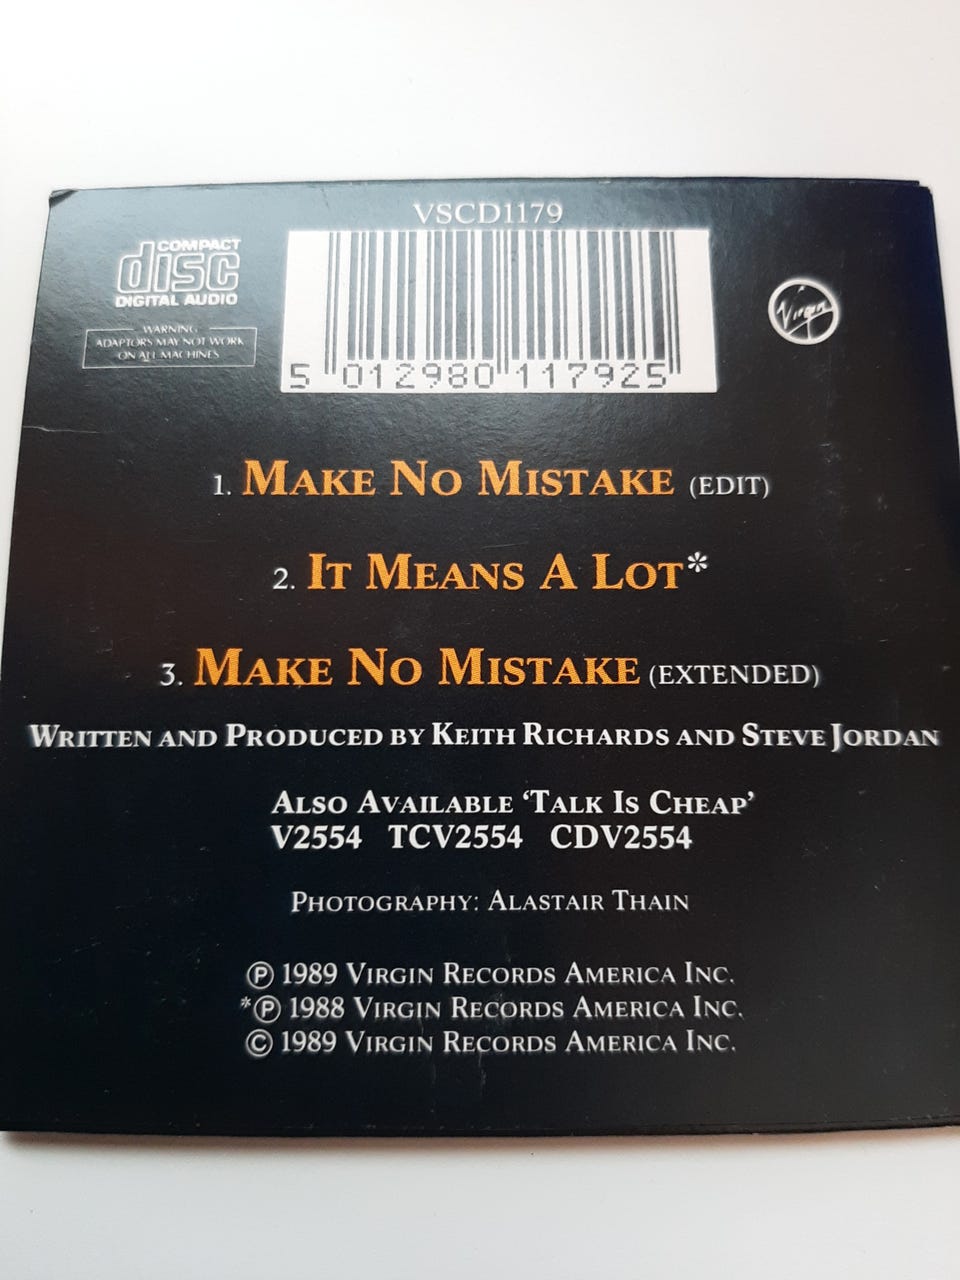 VSCD1179
COMPACT
disc
DIGITAL AUDIO
WARNING
ADAPTORS MAY NOT WORK
ON ALL MACHINES
Virgin
5 012980 117925
1. MAKE NO MISTAKE (EDIT)
2. IT MEANS A LOT*
3. MAKE NO MISTAKE (EXTENDED)
WRITTEN AND PRODUCED BY KEITH RICHARDS AND STEVE JORDAN
ALSO AVAILABLE ‘TALK IS CHEAP’
V2554 TCV2554 CDV2554
PHOTOGRAPHY: ALASTAIR THAIN
℗ 1989 VIRGIN RECORDS AMERICA INC.
*℗ 1988 VIRGIN RECORDS AMERICA INC.
© 1989 VIRGIN RECORDS AMERICA INC.